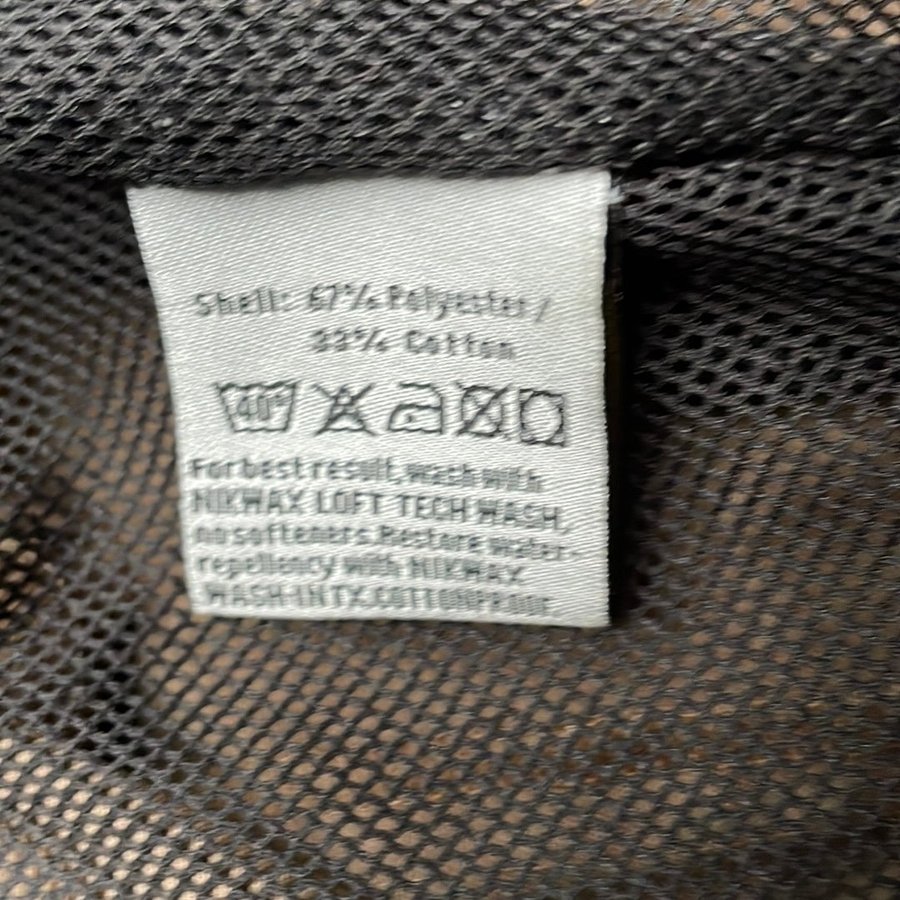 Shell: 67% Polyester /
33% Cotton
40°
For best result, wash with
NIKWAX LOFT TECH WASH,
no softeners. Restore water-
repellency with NIKWAX
WASH-IN TX. COTTONPROOF.